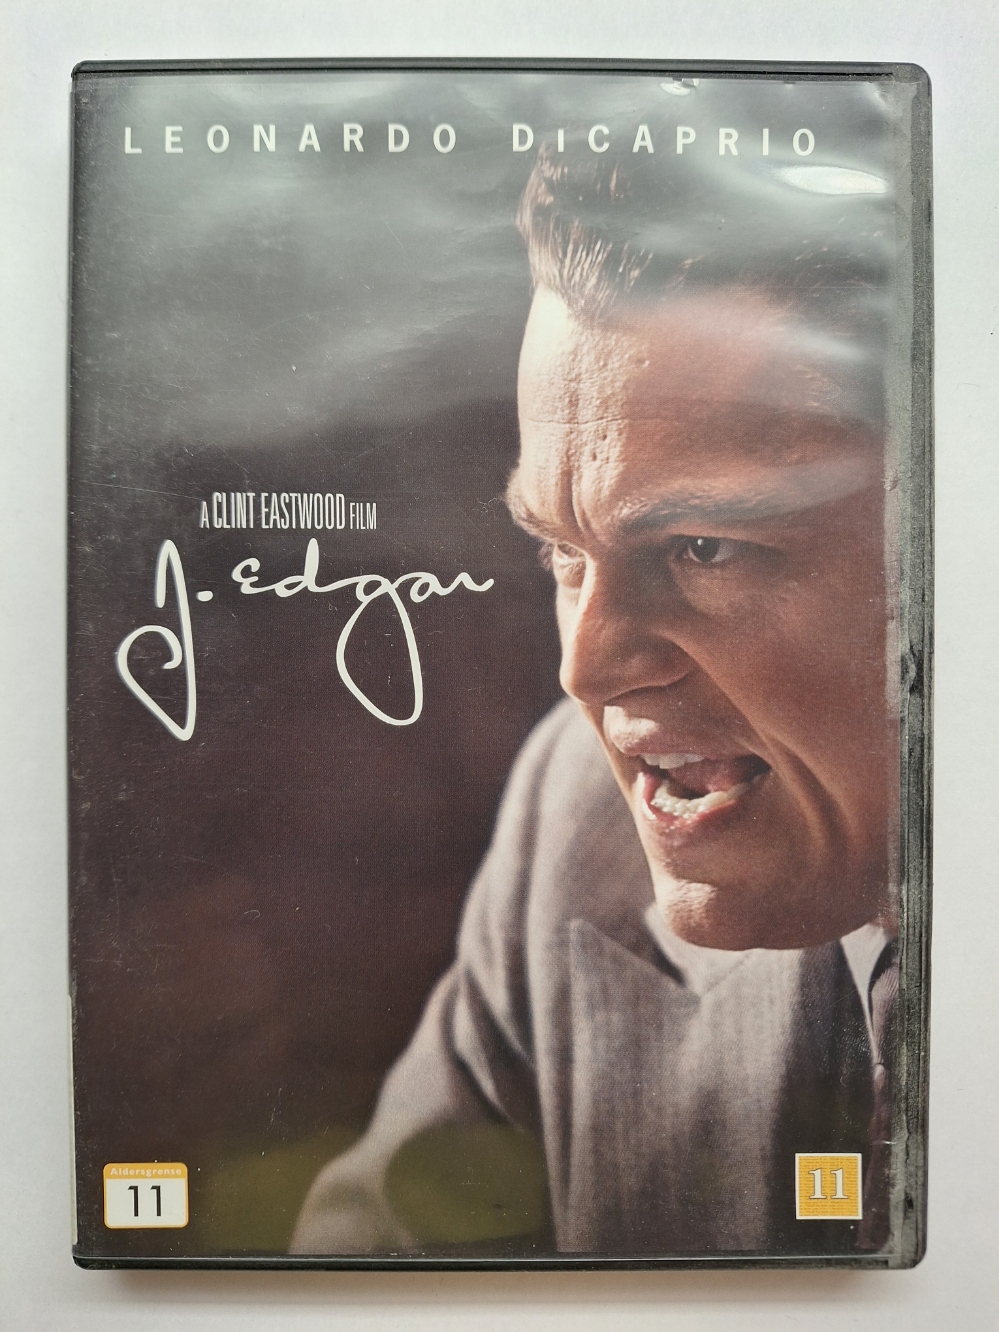 LEONARDO DiCAPRIO
A CLINT EASTWOOD FILM
J. Edgar
Aldersgrense
11
11